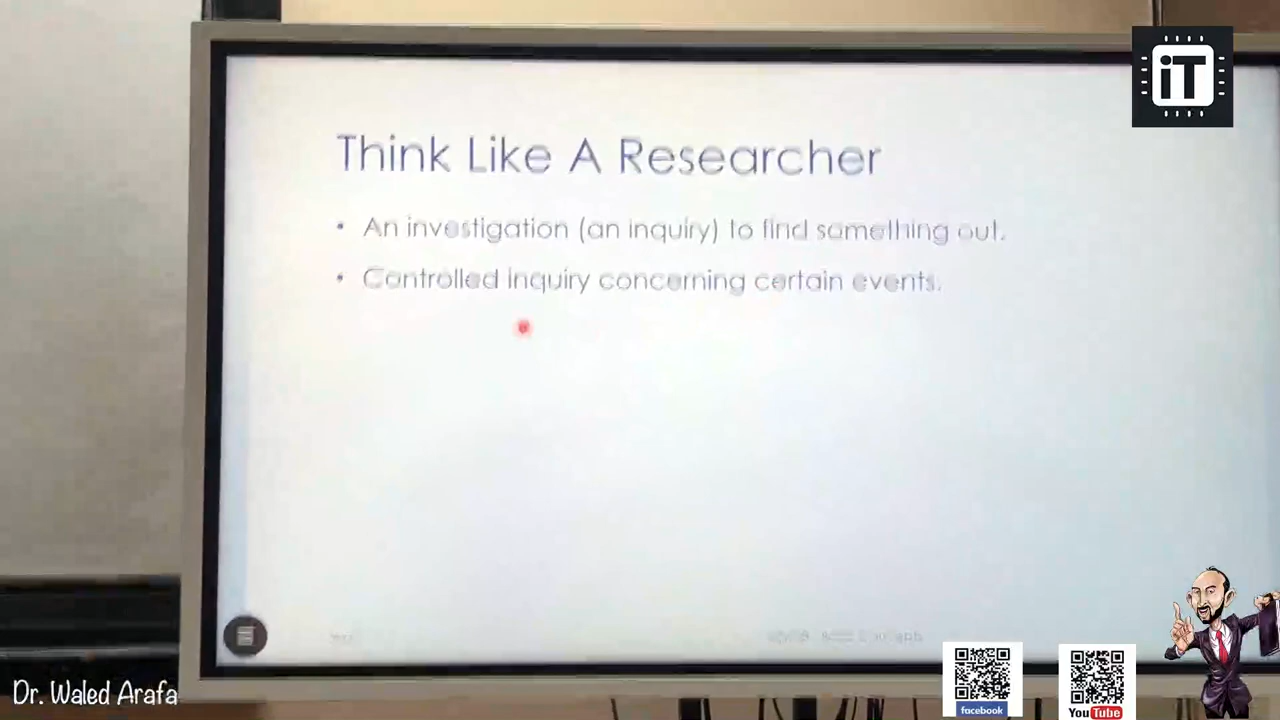 iT
Think Like A Researcher
• An investigation (an inquiry) to find something out.
• Controlled inquiry concerning certain events.
Dr. Waled Arafa
facebook
YouTube